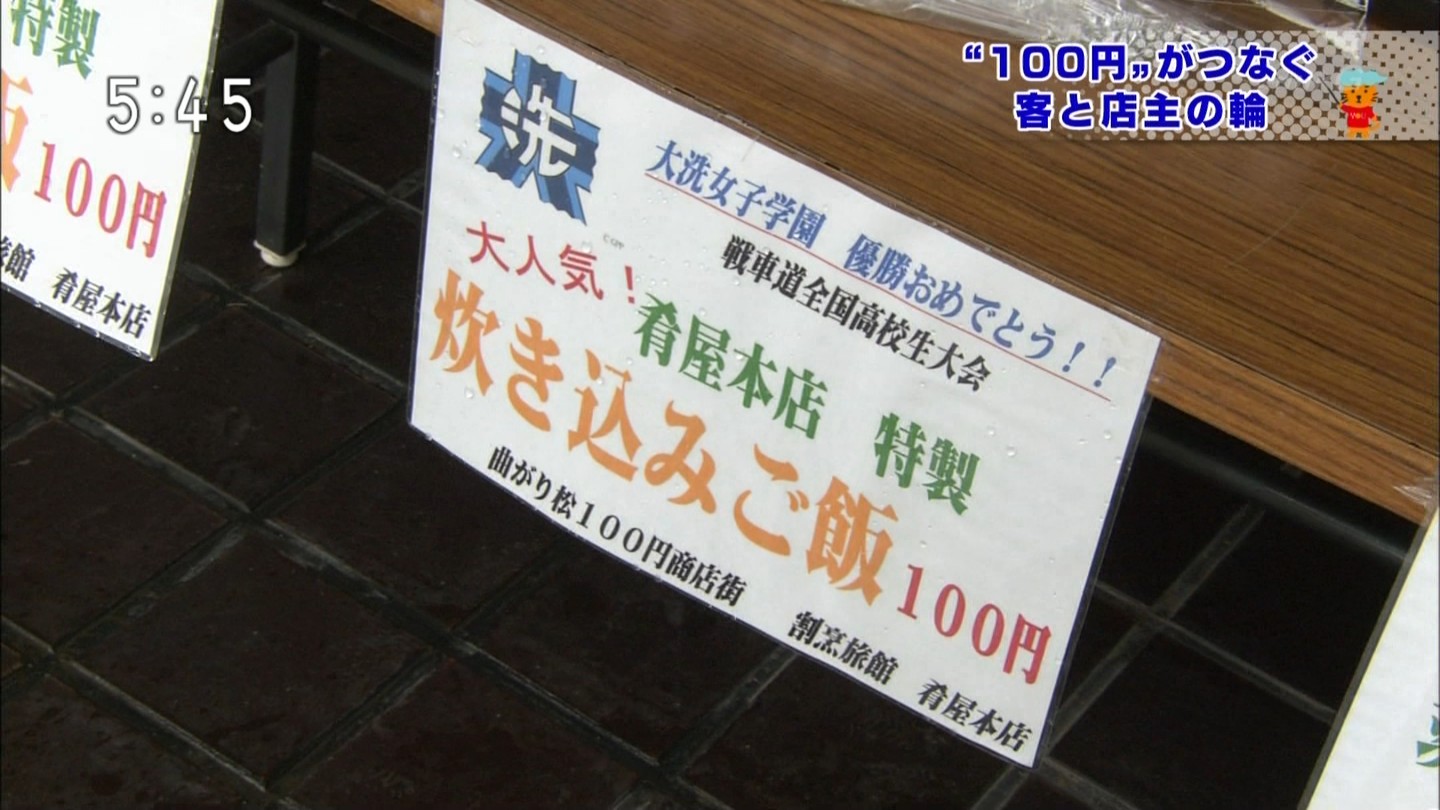 特製
5:45
100円
肴屋本店
“100円„がつなぐ
客と店主の輪
YOU
洗
大洗女子学園　優勝おめでとう！！
戦車道全国高校生大会
大人気！
肴屋本店　特製
炊き込みご飯 100円
曲がり松１００円商店街　割烹旅館　肴屋本店